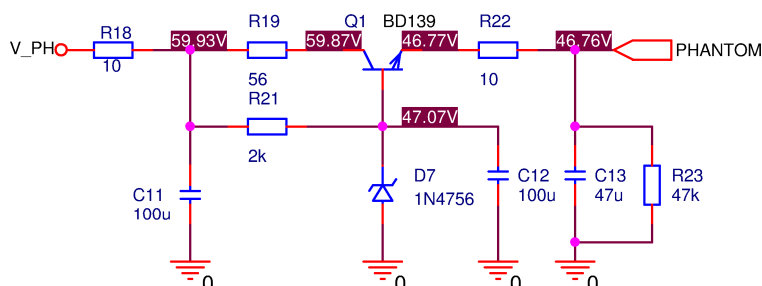 R18
R19
Q1
BD139
R22
V_PH
59.93V
59.87V
46.77V
46.76V
PHANTOM
10
56
10
R21
47.07V
2k
C11
100u
D7
1N4756
C12
100u
C13
47u
R23
47k
0
0
0
0